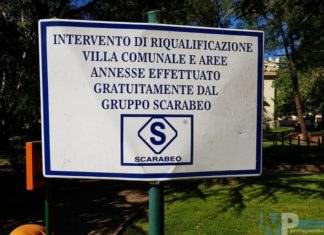 INTERVENTO DI RIQUALIFICAZIONE
VILLA COMUNALE E AREE
ANNESSE EFFETTUATO
GRATUITAMENTE DAL
GRUPPO SCARABEO
S
SCARABEO